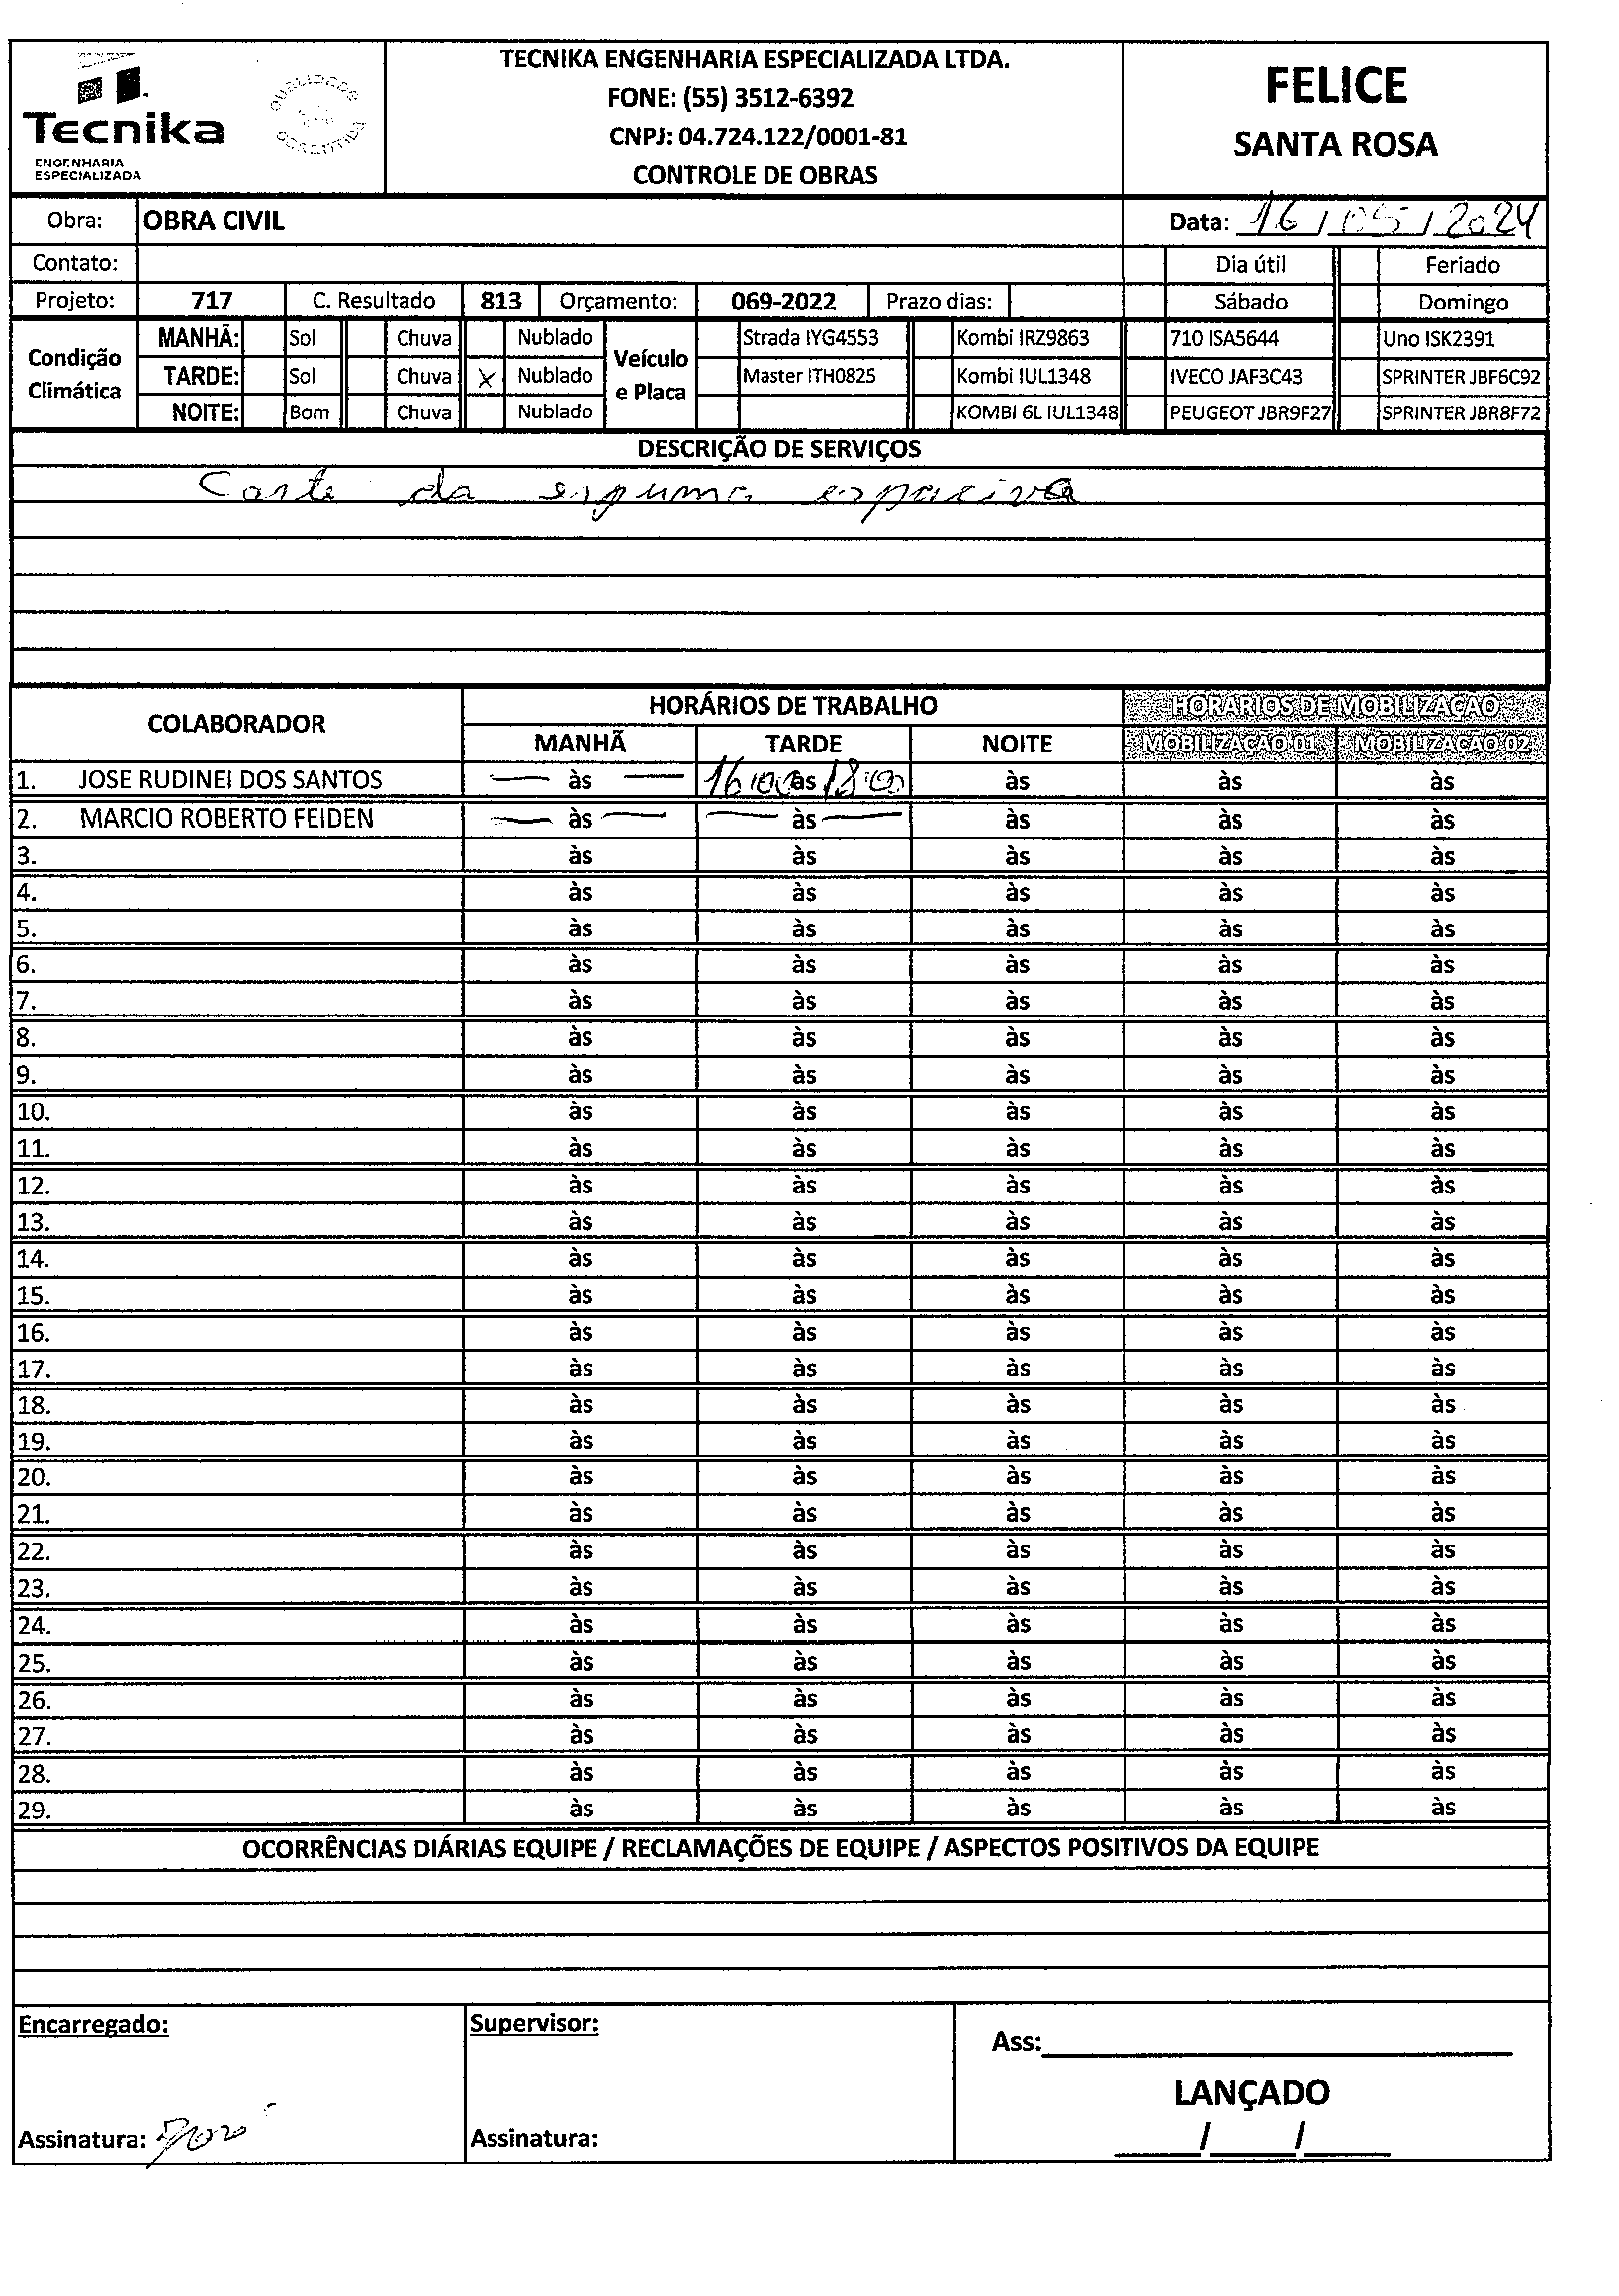 Tecnika
ENGENHARIA
ESPECIALIZADA
TECNIKA ENGENHARIA ESPECIALIZADA LTDA.
FONE: (55) 3512-6392
CNPJ: 04.724.122/0001-81
CONTROLE DE OBRAS
FELICE
SANTA ROSA
Obra: OBRA CIVIL Data: 16/05/2024
Contato: Dia útil Feriado
Projeto: 717 C. Resultado 813 Orçamento: 069-2022 Prazo dias: Sábado Domingo
Condição Climática
MANHÃ: Sol Chuva Nublado
TARDE: Sol Chuva X Nublado
NOITE: Bom Chuva Nublado
Veículo e Placa
Strada IYG4553 Kombi IRZ9863 710 ISA5644 Uno ISK2391
Master ITH0825 Kombi IUL1348 IVECO JAF3C43 SPRINTER JBF6C92
KOMBI 6L IUL1348 PEUGEOT JBR9F27 SPRINTER JBR8F72
DESCRIÇÃO DE SERVIÇOS
Corte da espuma espaciva
COLABORADOR HORÁRIOS DE TRABALHO HORÁRIOS DE MOBILIZAÇÃO
MANHÃ TARDE NOITE MOBILIZAÇÃO 01 MOBILIZAÇÃO 02
1. JOSE RUDINEI DOS SANTOS — às — 16:00 às 18:00 às às às
2. MARCIO ROBERTO FEIDEN — às — — às — às às às
3. às às às às às
4. às às às às às
5. às às às às às
6. às às às às às
7. às às às às às
8. às às às às às
9. às às às às às
10. às às às às às
11. às às às às às
12. às às às às às
13. às às às às às
14. às às às às às
15. às às às às às
16. às às às às às
17. às às às às às
18. às às às às às
19. às às às às às
20. às às às às às
21. às às às às às
22. às às às às às
23. às às às às às
24. às às às às às
25. às às às às às
26. às às às às às
27. às às às às às
28. às às às às às
29. às às às às às
OCORRÊNCIAS DIÁRIAS EQUIPE / RECLAMAÇÕES DE EQUIPE / ASPECTOS POSITIVOS DA EQUIPE
Encarregado: Supervisor: Ass:
LANÇADO
Assinatura: José Assinatura: / /